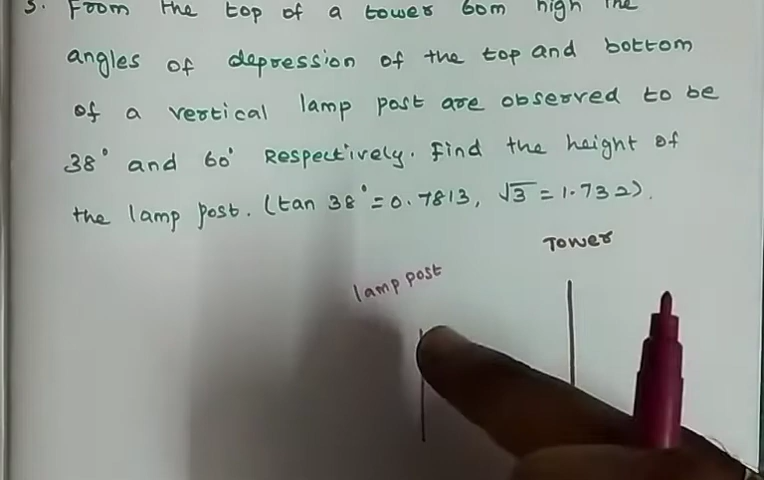 3. From the top of a tower 60m high the
angles of depression of the top and bottom
of a vertical lamp post are observed to be
38° and 60° Respectively. Find the height of
the lamp post. (tan 38° = 0.7813, √3 = 1.732).
Tower
lamp post